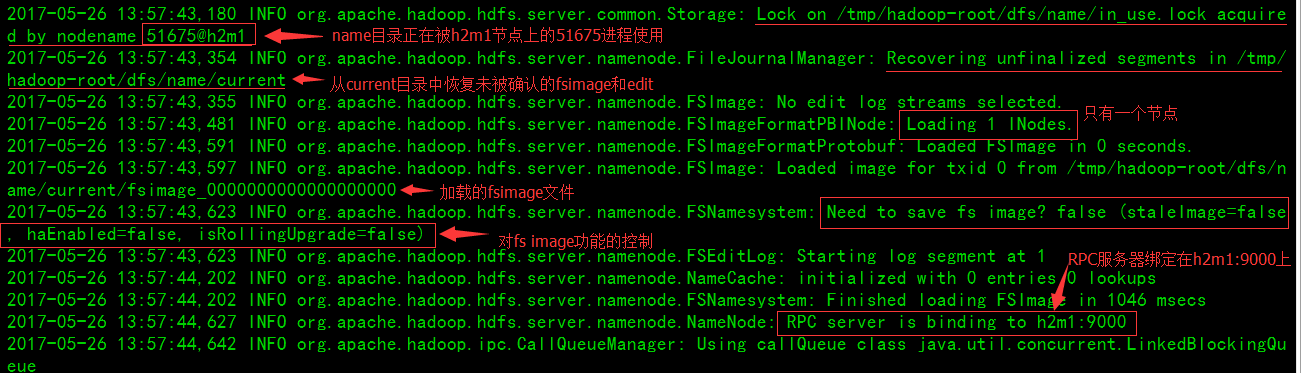 2017-05-26 13:57:43,180 INFO org.apache.hadoop.hdfs.server.common.Storage: Lock on /tmp/hadoop-root/dfs/name/in_use.lock acquire
d by nodename 51675@h2m1
name目录正在被h2m1节点上的51675进程使用
2017-05-26 13:57:43,354 INFO org.apache.hadoop.hdfs.server.namenode.FileJournalManager: Recovering unfinalized segments in /tmp/
hadoop-root/dfs/name/current
从current目录中恢复未被确认的fsimage和edit
2017-05-26 13:57:43,355 INFO org.apache.hadoop.hdfs.server.namenode.FSImage: No edit log streams selected.
只有一个节点
2017-05-26 13:57:43,481 INFO org.apache.hadoop.hdfs.server.namenode.FSImageFormatPBINode: Loading 1 INodes.
2017-05-26 13:57:43,591 INFO org.apache.hadoop.hdfs.server.namenode.FSImageFormatProtobuf: Loaded FSImage in 0 seconds.
2017-05-26 13:57:43,597 INFO org.apache.hadoop.hdfs.server.namenode.FSImage: Loaded image for txid 0 from /tmp/hadoop-root/dfs/n
ame/current/fsimage_0000000000000000000
加载的fsimage文件
2017-05-26 13:57:43,623 INFO org.apache.hadoop.hdfs.server.namenode.FSNamesystem: Need to save fs image? false (staleImage=false
, haEnabled=false, isRollingUpgrade=false)
对fs image功能的控制
2017-05-26 13:57:43,623 INFO org.apache.hadoop.hdfs.server.namenode.FSEditLog: Starting log segment at 1
RPC服务器绑定在h2m1:9000上
2017-05-26 13:57:44,202 INFO org.apache.hadoop.hdfs.server.namenode.NameCache: initialized with 0 entries 0 lookups
2017-05-26 13:57:44,202 INFO org.apache.hadoop.hdfs.server.namenode.FSNamesystem: Finished loading FSImage in 1046 msecs
2017-05-26 13:57:44,627 INFO org.apache.hadoop.hdfs.server.namenode.NameNode: RPC server is binding to h2m1:9000
2017-05-26 13:57:44,642 INFO org.apache.hadoop.ipc.CallQueueManager: Using callQueue class java.util.concurrent.LinkedBlockingQu
eue